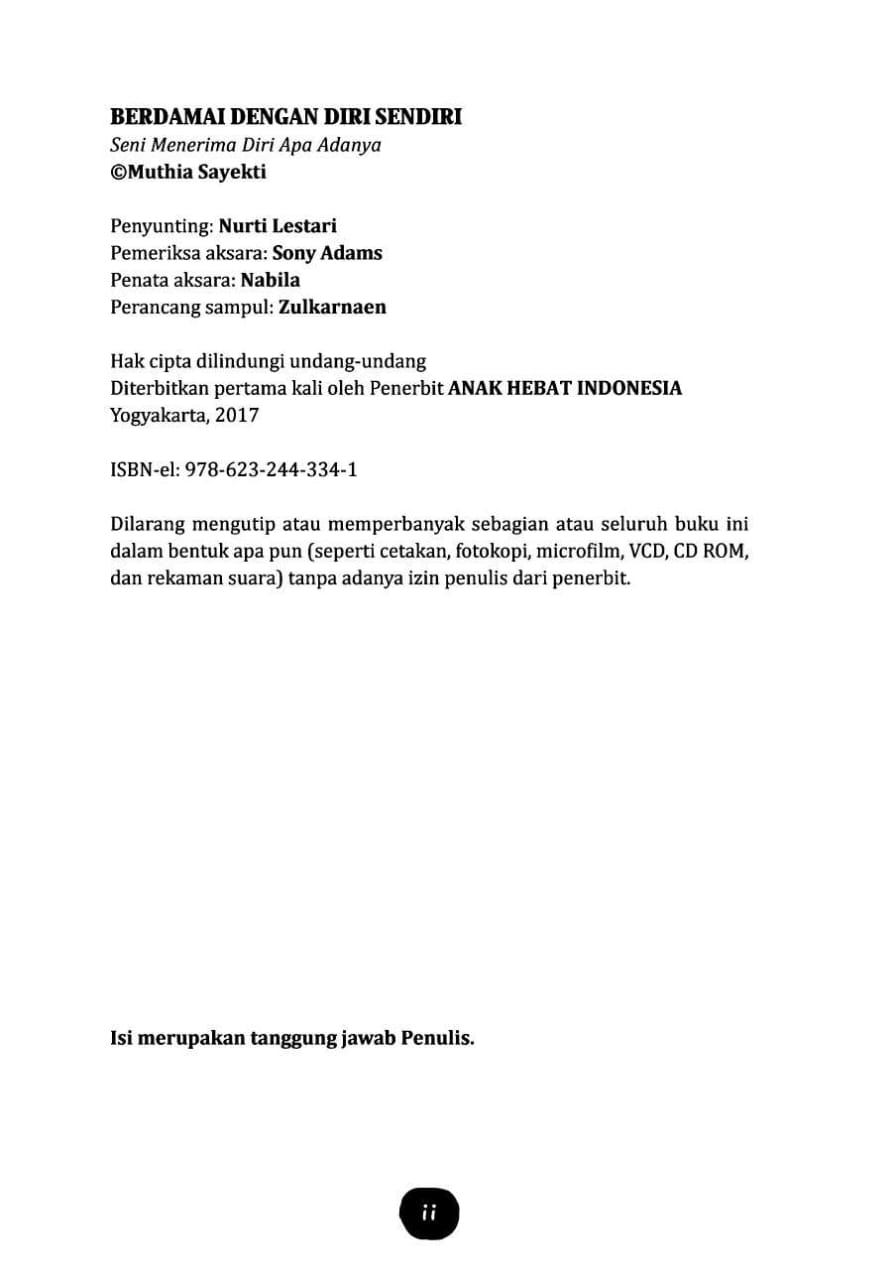 BERDAMAI DENGAN DIRI SENDIRI
Seni Menerima Diri Apa Adanya
©Muthia Sayekti
Penyunting: Nurti Lestari
Pemeriksa aksara: Sony Adams
Penata aksara: Nabila
Perancang sampul: Zulkarnaen
Hak cipta dilindungi undang-undang
Diterbitkan pertama kali oleh Penerbit ANAK HEBAT INDONESIA
Yogyakarta, 2017
ISBN-el: 978-623-244-334-1
Dilarang mengutip atau memperbanyak sebagian atau seluruh buku ini
dalam bentuk apa pun (seperti cetakan, fotokopi, microfilm, VCD, CD ROM,
dan rekaman suara) tanpa adanya izin penulis dari penerbit.
Isi merupakan tanggung jawab Penulis.
ii